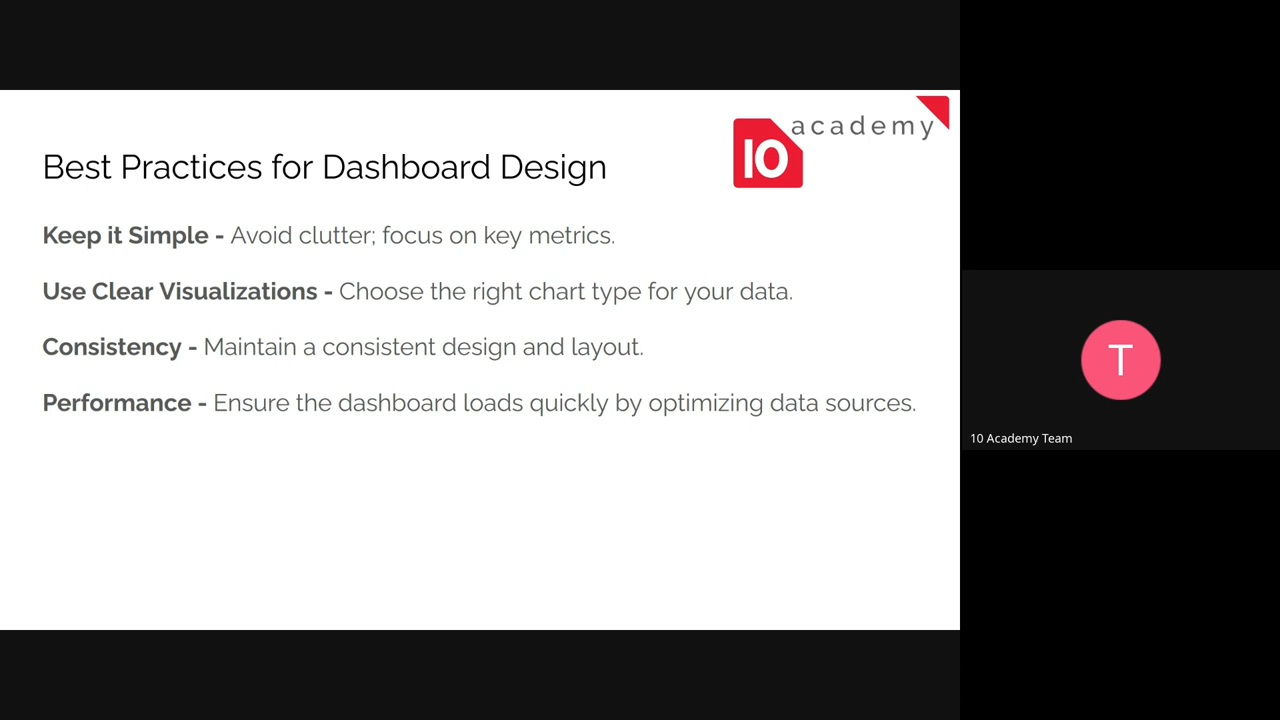 academy
10
Best Practices for Dashboard Design
Keep it Simple - Avoid clutter; focus on key metrics.
Use Clear Visualizations - Choose the right chart type for your data.
Consistency - Maintain a consistent design and layout.
Performance - Ensure the dashboard loads quickly by optimizing data sources.
T
10 Academy Team